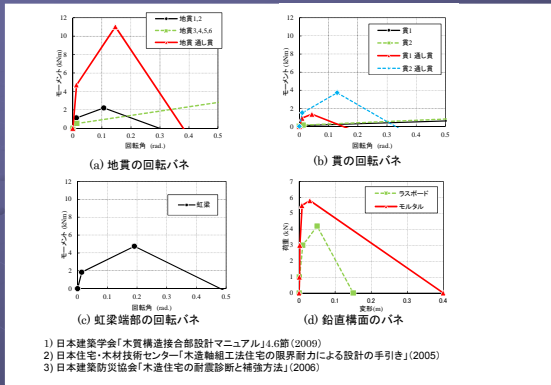 12
10
8
6
4
2
0
モーメント (kNm)
0
0.1
0.2
0.3
0.4
0.5
回転角 (rad.)
地貫1,2
地貫3,4,5,6
地貫 通し貫
(a) 地貫の回転バネ
12
10
8
6
4
2
0
モーメント (kNm)
0
0.1
0.2
0.3
0.4
0.5
回転角 (rad.)
貫1
貫2
貫1 通し貫
貫2 通し貫
(b) 貫の回転バネ
12
10
8
6
4
2
0
モーメント (kNm)
0
0.1
0.2
0.3
0.4
0.5
回転角 (rad.)
虹梁
(c) 虹梁端部の回転バネ
7
6
5
4
3
2
1
0
荷重 (kN)
0
0.1
0.2
0.3
0.4
変形(m)
ラスボード
モルタル
(d) 鉛直構面のバネ
1) 日本建築学会「木質構造接合部設計マニュアル」4.6節(2009)
2) 日本住宅・木材技術センター「木造軸組工法住宅の限界耐力による設計の手引き」(2005)
3) 日本建築防災協会「木造住宅の耐震診断と補強方法」(2006)